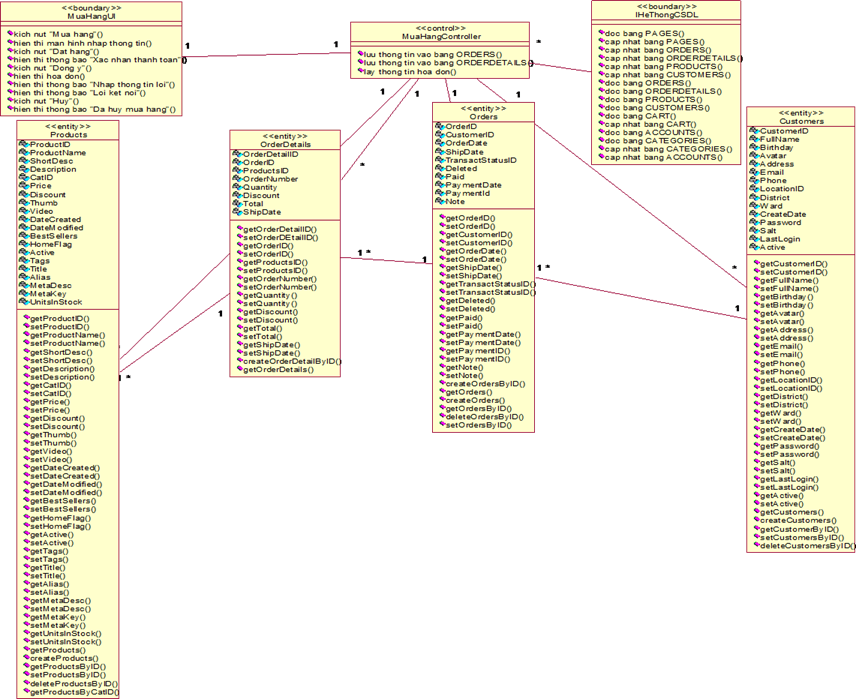 <<boundary>>
MuaHangUI
kich nut "Mua hang"()
hien thi man hinh nhap thong tin()
kich nut "Dat hang"()
hien thi thong bao "Xac nhan thanh toan"()
kich nut "Dong y"()
hien thi hoa don()
hien thi thong bao "Nhap thong tin loi"()
hien thi thong bao "Loi ket noi"()
kich nut "Huy"()
hien thi thong bao "Da huy mua hang"()
1
1
<<control>>
MuaHangController
luu thong tin vao bang ORDERS()
luu thong tin vao bang ORDERDETAILS()
lay thong tin hoa don()
*
1
1
1
1
<<boundary>>
IHeThongCSDL
doc bang PAGES()
cap nhat bang PAGES()
cap nhat bang ORDERS()
cap nhat bang ORDERDETAILS()
cap nhat bang PRODUCTS()
cap nhat bang CUSTOMERS()
doc bang ORDERS()
doc bang ORDERDETAILS()
doc bang PRODUCTS()
doc bang CUSTOMERS()
doc bang CART()
cap nhat bang CART()
doc bang ACCOUNTS()
doc bang CATEGORIES()
cap nhat bang CATEGORIES()
cap nhat bang ACCOUNTS()
<<entity>>
Products
ProductID
ProductName
ShortDesc
Description
CatID
Price
Discount
Thumb
Video
DateCreated
DateModified
BestSellers
HomeFlag
Active
Tags
Title
Alias
MetaDesc
MetaKey
UnitsInStock
getProductID()
setProductID()
getProductName()
setProductName()
getShortDesc()
setShortDesc()
getDescription()
setDescription()
getCatID()
setCatID()
getPrice()
setPrice()
getDiscount()
setDiscount()
getThumb()
setThumb()
getVideo()
setVideo()
getDateCreated()
setDateCreated()
getDateModified()
setDateModified()
getBestSellers()
setBestSellers()
getHomeFlag()
setHomeFlag()
getActive()
setActive()
getTags()
setTags()
getTitle()
setTitle()
getAlias()
setAlias()
getMetaDesc()
setMetaDesc()
getMetaKey()
setMetaKey()
getUnitsInStock()
setUnitsInStock()
getProducts()
createProducts()
getProductsByID()
setProductsByID()
deleteProductsByID()
getProductsByCatID()
1 *
1
<<entity>>
OrderDetails
OrderDetailID
OrderID
ProductsID
OrderNumber
Quantity
Discount
Total
ShipDate
getOrderDetailID()
setOrderDEtailID()
getOrderID()
setOrderID()
getProductsID()
setProductsID()
getOrderNumber()
setOrderNumber()
getQuantity()
setQuantity()
getDiscount()
setDiscount()
getTotal()
setTotal()
getShipDate()
setShipDate()
createOrderDetailByID()
getOrderDetails()
*
1 *
1
<<entity>>
Orders
OrderID
CustomerID
OrderDate
ShipDate
TransactStatusID
Deleted
Paid
PaymentDate
PaymentId
Note
getOrderID()
setOrderID()
getCustomerID()
setCustomerID()
getOrderDate()
setOrderDate()
getShipDate()
setShipDate()
getTransactStatusID()
setTransactStatusID()
getDeleted()
setDeleted()
getPaid()
setPaid()
getPaymentDate()
setPaymentDate()
setPaymentID()
getPaymentID()
getNote()
setNote()
createOrdersByID()
getOrders()
createOrders()
getOrdersByID()
deleteOrdersByID()
setOrdersByID()
1 *
*
1
<<entity>>
Customers
CustomerID
FullName
Birthday
Avatar
Address
Email
Phone
LocationID
District
Ward
CreateDate
Password
Salt
LastLogin
Active
getCustomerID()
setCustomerID()
getFullName()
setFullName()
getBirthday()
setBirthday()
getAvatar()
setAvatar()
getAddress()
setAddress()
getEmail()
setEmail()
getPhone()
setPhone()
getLocationID()
setLocationID()
getDistrict()
setDistrict()
getWard()
setWard()
getCreateDate()
setCreateDate()
getPassword()
setPassword()
getSalt()
setSalt()
getLastLogin()
setLastLogin()
getActive()
setActive()
getCustomers()
createCustomers()
getCustomerByID()
setCustomersByID()
deleteCustomersByID()